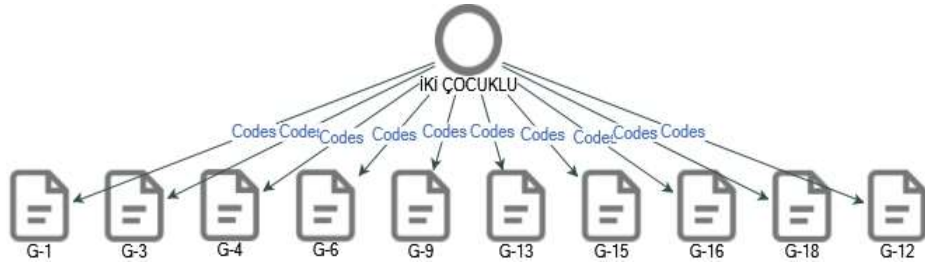 İKİ ÇOCUKLU
Codes Codes Codes Codes Codes Codes Codes Codes Codes Codes
G-1 G-3 G-4 G-6 G-9 G-13 G-15 G-16 G-18 G-12